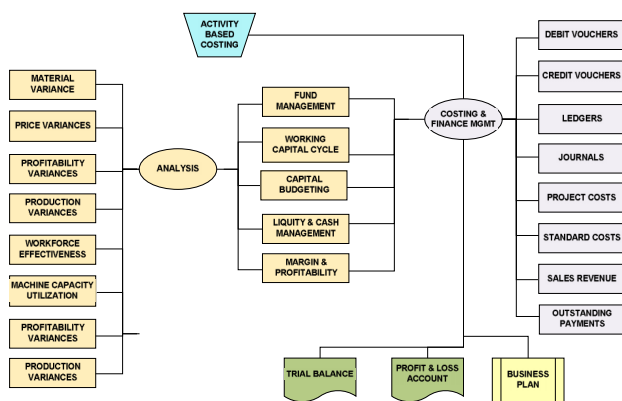 ACTIVITY
BASED
COSTING
DEBIT VOUCHERS
CREDIT VOUCHERS
LEDGERS
JOURNALS
PROJECT COSTS
STANDARD COSTS
SALES REVENUE
OUTSTANDING
PAYMENTS
COSTING &
FINANCE MGMT
FUND
MANAGEMENT
WORKING
CAPITAL CYCLE
CAPITAL
BUDGETING
LIQUITY & CASH
MANAGEMENT
MARGIN &
PROFITABILITY
ANALYSIS
MATERIAL
VARIANCE
PRICE VARIANCES
PROFITABILITY
VARIANCES
PRODUCTION
VARIANCES
WORKFORCE
EFFECTIVENESS
MACHINE CAPACITY
UTILIZATION
PROFITABILITY
VARIANCES
PRODUCTION
VARIANCES
TRIAL BALANCE
PROFIT & LOSS
ACCOUNT
BUSINESS
PLAN